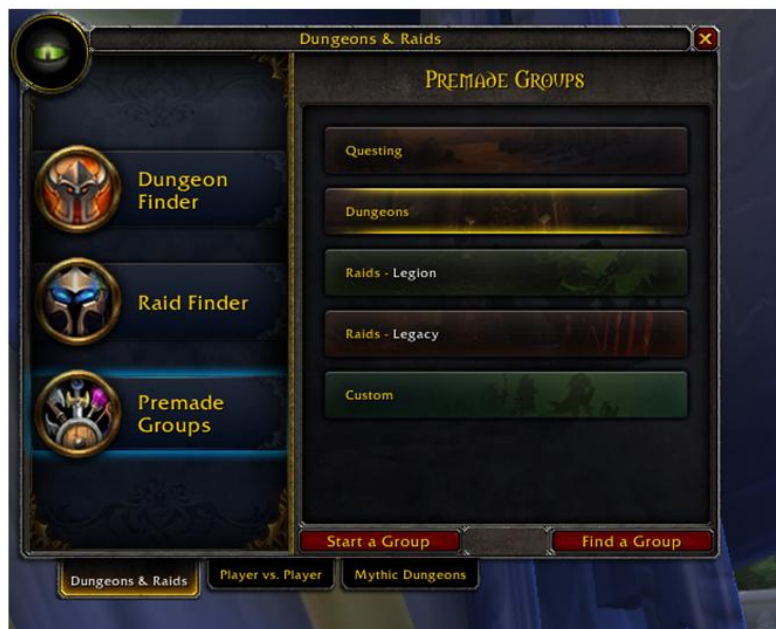 Dungeons & Raids
Premade Groups
Dungeon
Finder
Raid Finder
Premade
Groups
Questing
Dungeons
Raids - Legion
Raids - Legacy
Custom
Start a Group
Find a Group
Dungeons & Raids
Player vs. Player
Mythic Dungeons